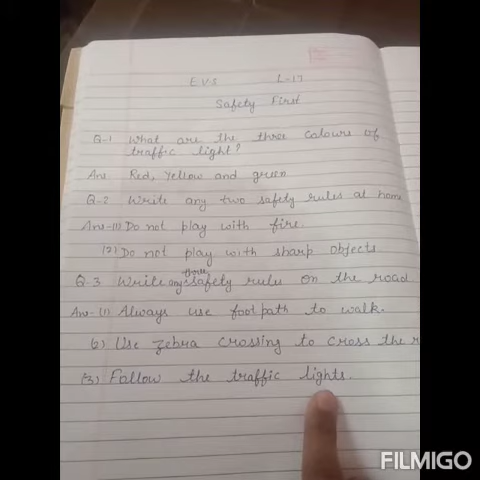 EVS L-17
Safety First
Q-1 What are the three colours of
traffic light?
Ans Red, Yellow and green
Q-2 Write any two safety rules at home
Ans-(1) Do not play with fire.
(2) Do not play with sharp objects.
three
Q-3 Write any safety rules on the road
Ans-(1) Always use footpath to walk.
(2) Use zebra crossing to cross the
(3) Follow the traffic lights.
FILMIGO